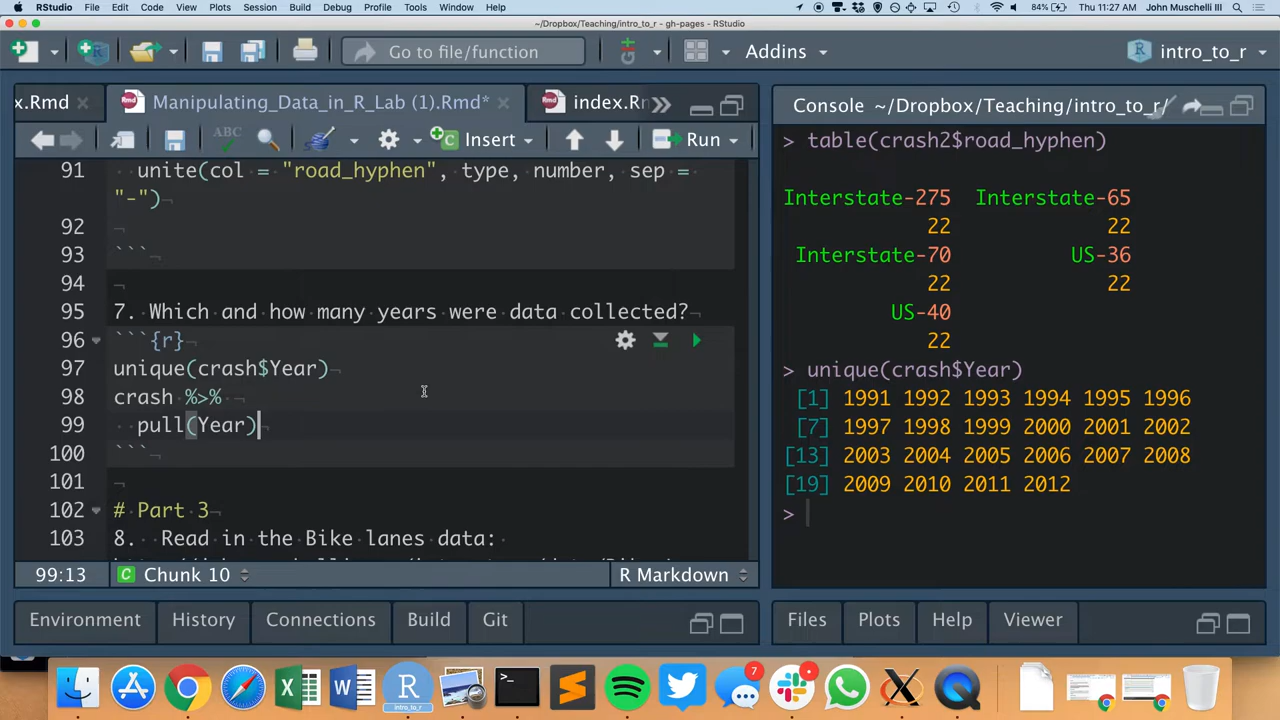 RStudio File Edit Code View Plots Session Build Debug Profile Tools Window Help 84% Thu 11:27 AM John Muschelli III
~/Dropbox/Teaching/intro_to_r - gh-pages - RStudio
Go to file/function Addins intro_to_r
x.Rmd Manipulating_Data_in_R_Lab (1).Rmd* index.Rn
ABC Insert Run
91 unite(col = "road_hyphen", type, number, sep =
"-")
92
93 ```
94
95 7. Which and how many years were data collected?
96 ```{r}
97 unique(crash$Year)
98 crash %>%
99 pull(Year)
100 ```
101
102 # Part 3
103 8. Read in the Bike lanes data:
99:13 Chunk 10 R Markdown
Environment History Connections Build Git
Console ~/Dropbox/Teaching/intro_to_r/
> table(crash2$road_hyphen)
Interstate-275 Interstate-65
22 22
Interstate-70 US-36
22 22
US-40
22
> unique(crash$Year)
[1] 1991 1992 1993 1994 1995 1996
[7] 1997 1998 1999 2000 2001 2002
[13] 2003 2004 2005 2006 2007 2008
[19] 2009 2010 2011 2012
>
Files Plots Help Viewer
R
intro_to_r
7